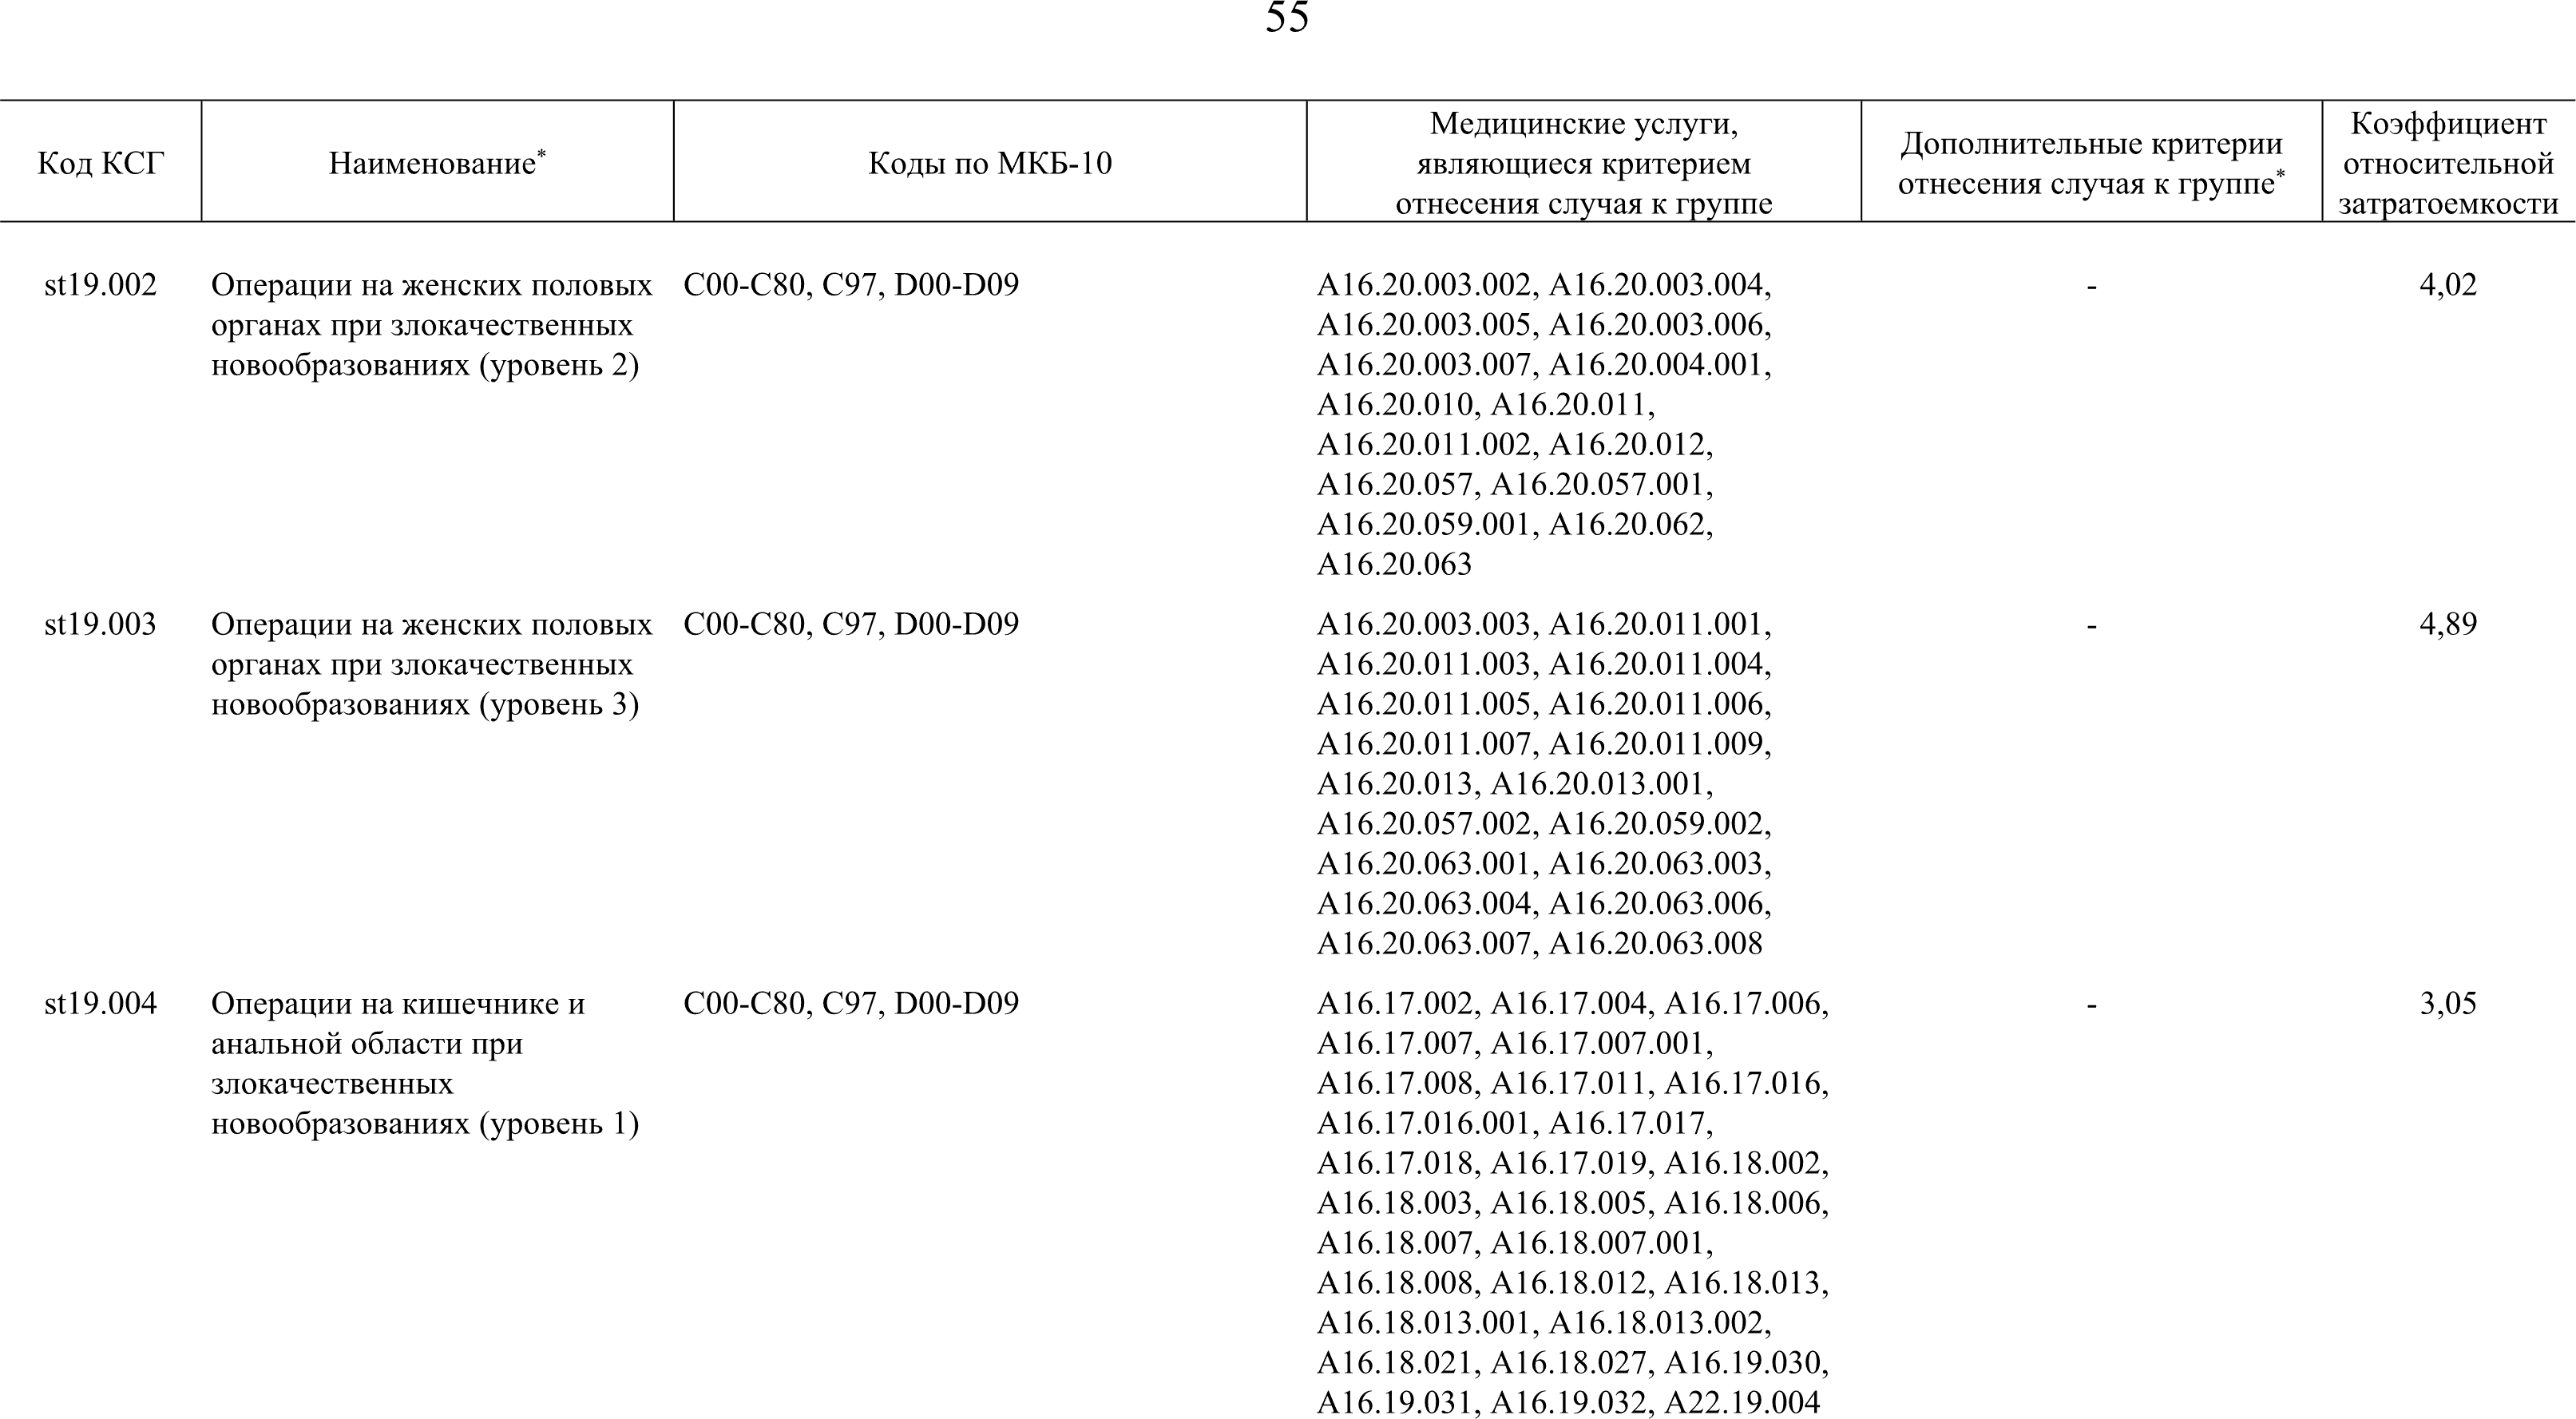 55
Код КСГ
Наименование*
Коды по МКБ-10
Медицинские услуги,
являющиеся критерием
отнесения случая к группе
Дополнительные критерии
отнесения случая к группе*
Коэффициент
относительной
затратоемкости
st19.002
Операции на женских половых
органах при злокачественных
новообразованиях (уровень 2)
C00-C80, C97, D00-D09
A16.20.003.002, A16.20.003.004,
A16.20.003.005, A16.20.003.006,
A16.20.003.007, A16.20.004.001,
A16.20.010, A16.20.011,
A16.20.011.002, A16.20.012,
A16.20.057, A16.20.057.001,
A16.20.059.001, A16.20.062,
A16.20.063
-
4,02
st19.003
Операции на женских половых
органах при злокачественных
новообразованиях (уровень 3)
C00-C80, C97, D00-D09
A16.20.003.003, A16.20.011.001,
A16.20.011.003, A16.20.011.004,
A16.20.011.005, A16.20.011.006,
A16.20.011.007, A16.20.011.009,
A16.20.013, A16.20.013.001,
A16.20.057.002, A16.20.059.002,
A16.20.063.001, A16.20.063.003,
A16.20.063.004, A16.20.063.006,
A16.20.063.007, A16.20.063.008
-
4,89
st19.004
Операции на кишечнике и
анальной области при
злокачественных
новообразованиях (уровень 1)
C00-C80, C97, D00-D09
A16.17.002, A16.17.004, A16.17.006,
A16.17.007, A16.17.007.001,
A16.17.008, A16.17.011, A16.17.016,
A16.17.016.001, A16.17.017,
A16.17.018, A16.17.019, A16.18.002,
A16.18.003, A16.18.005, A16.18.006,
A16.18.007, A16.18.007.001,
A16.18.008, A16.18.012, A16.18.013,
A16.18.013.001, A16.18.013.002,
A16.18.021, A16.18.027, A16.19.030,
A16.19.031, A16.19.032, A22.19.004
-
3,05